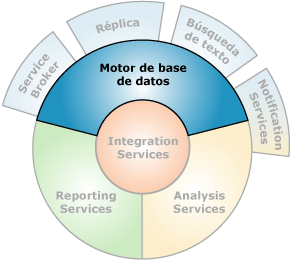 Service
Broker
Réplica
Búsqueda
de texto
Notification
Services
Motor de base
de datos
Integration
Services
Reporting
Services
Analysis
Services